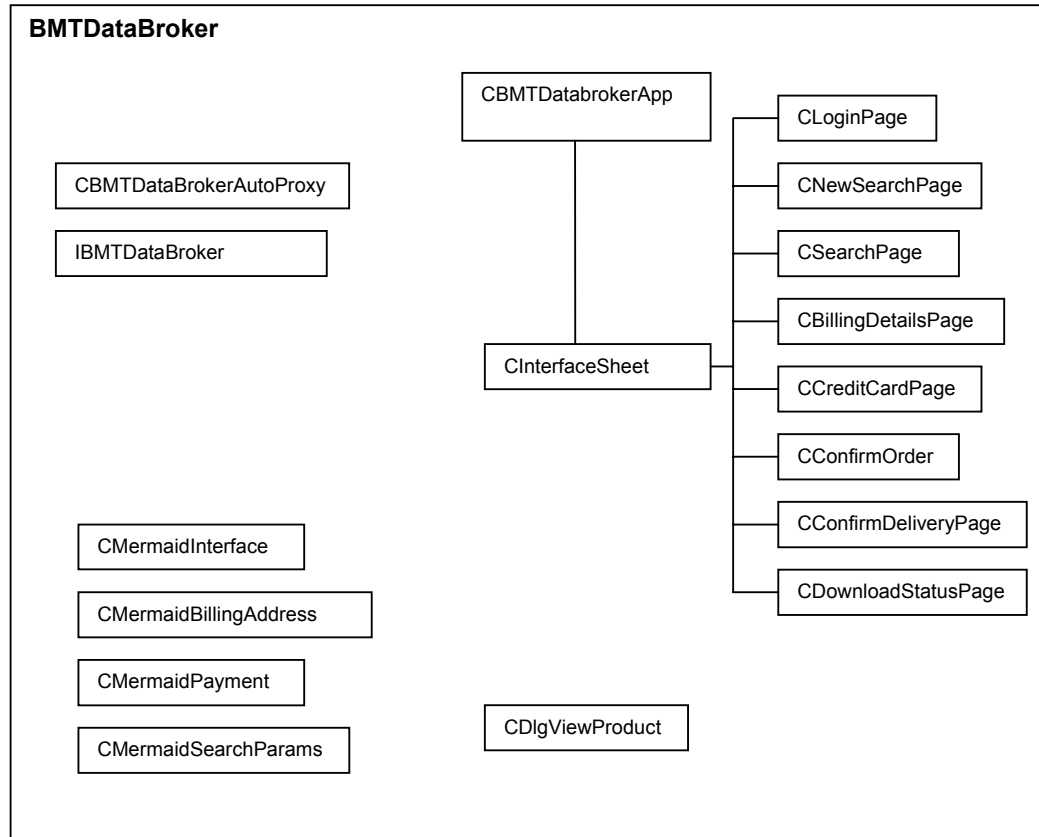 BMTDataBroker
CBMTDatabrokerApp
CLoginPage
CBMTDataBrokerAutoProxy
CNewSearchPage
IBMTDataBroker
CSearchPage
CBillingDetailsPage
CInterfaceSheet
CCreditCardPage
CConfirmOrder
CMermaidInterface
CConfirmDeliveryPage
CMermaidBillingAddress
CDownloadStatusPage
CMermaidPayment
CDlgViewProduct
CMermaidSearchParams